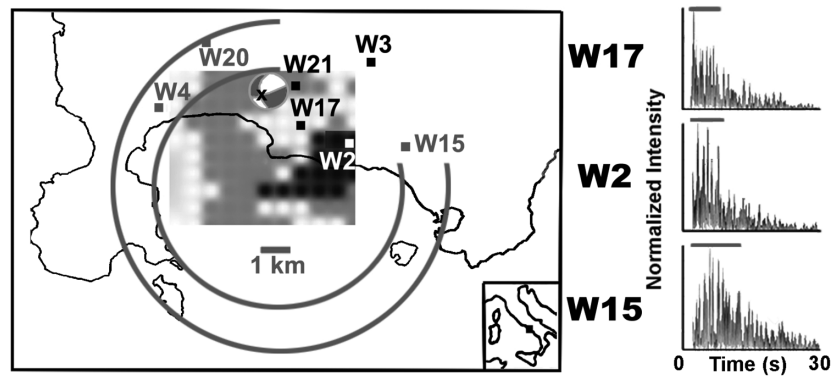 W3
W20
W21
W4
x
W17
W15
W2
1 km
W17
W2
W15
Normalized Intensity
0 Time (s) 30